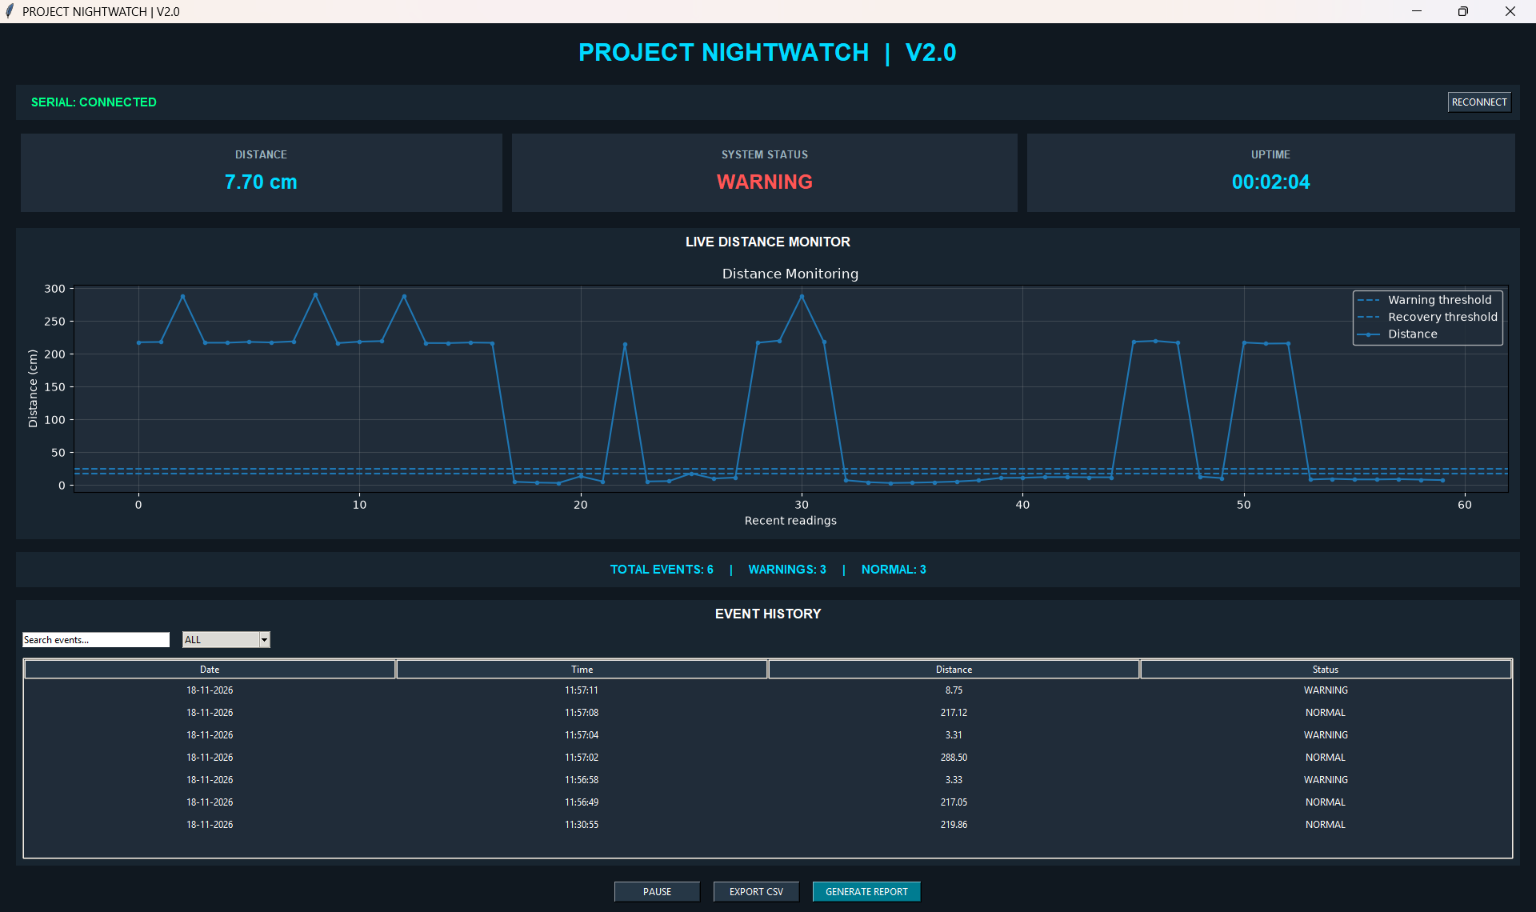 PROJECT NIGHTWATCH | V2.0
PROJECT NIGHTWATCH | V2.0
SERIAL: CONNECTED
RECONNECT
DISTANCE
7.70 cm
SYSTEM STATUS
WARNING
UPTIME
00:02:04
LIVE DISTANCE MONITOR
Distance Monitoring
300
250
200
150
100
50
0
Distance (cm)
Warning threshold
Recovery threshold
Distance
0 10 20 30 40 50 60
Recent readings
TOTAL EVENTS: 6 | WARNINGS: 3 | NORMAL: 3
EVENT HISTORY
Search events... ALL
Date Time Distance Status
18-11-2026 11:57:11 8.75 WARNING
18-11-2026 11:57:08 217.12 NORMAL
18-11-2026 11:57:04 3.31 WARNING
18-11-2026 11:57:02 288.50 NORMAL
18-11-2026 11:56:58 3.33 WARNING
18-11-2026 11:56:49 217.05 NORMAL
18-11-2026 11:30:55 219.86 NORMAL
PAUSE EXPORT CSV GENERATE REPORT